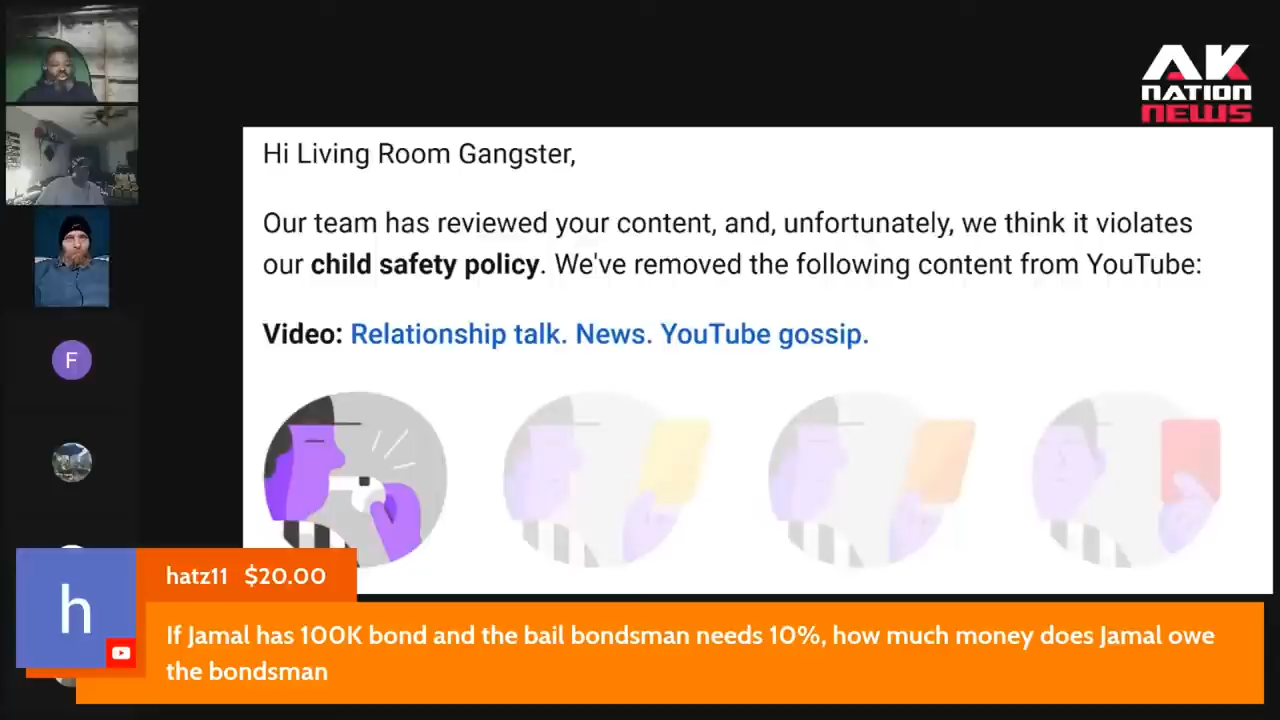 AK
NATION
NEWS
Hi Living Room Gangster,
Our team has reviewed your content, and, unfortunately, we think it violates
our child safety policy. We've removed the following content from YouTube:
Video: Relationship talk. News. YouTube gossip.
F
h
hatz11 $20.00
If Jamal has 100K bond and the bail bondsman needs 10%, how much money does Jamal owe
the bondsman